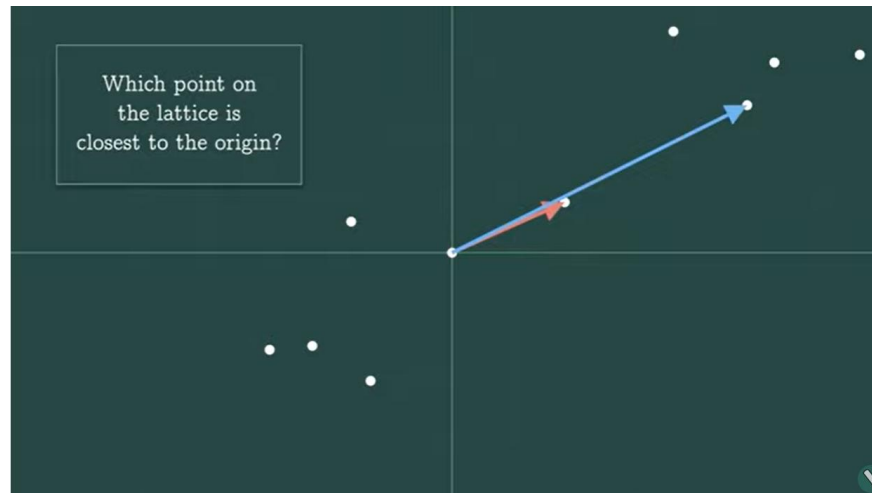 Which point on
the lattice is
closest to the origin?